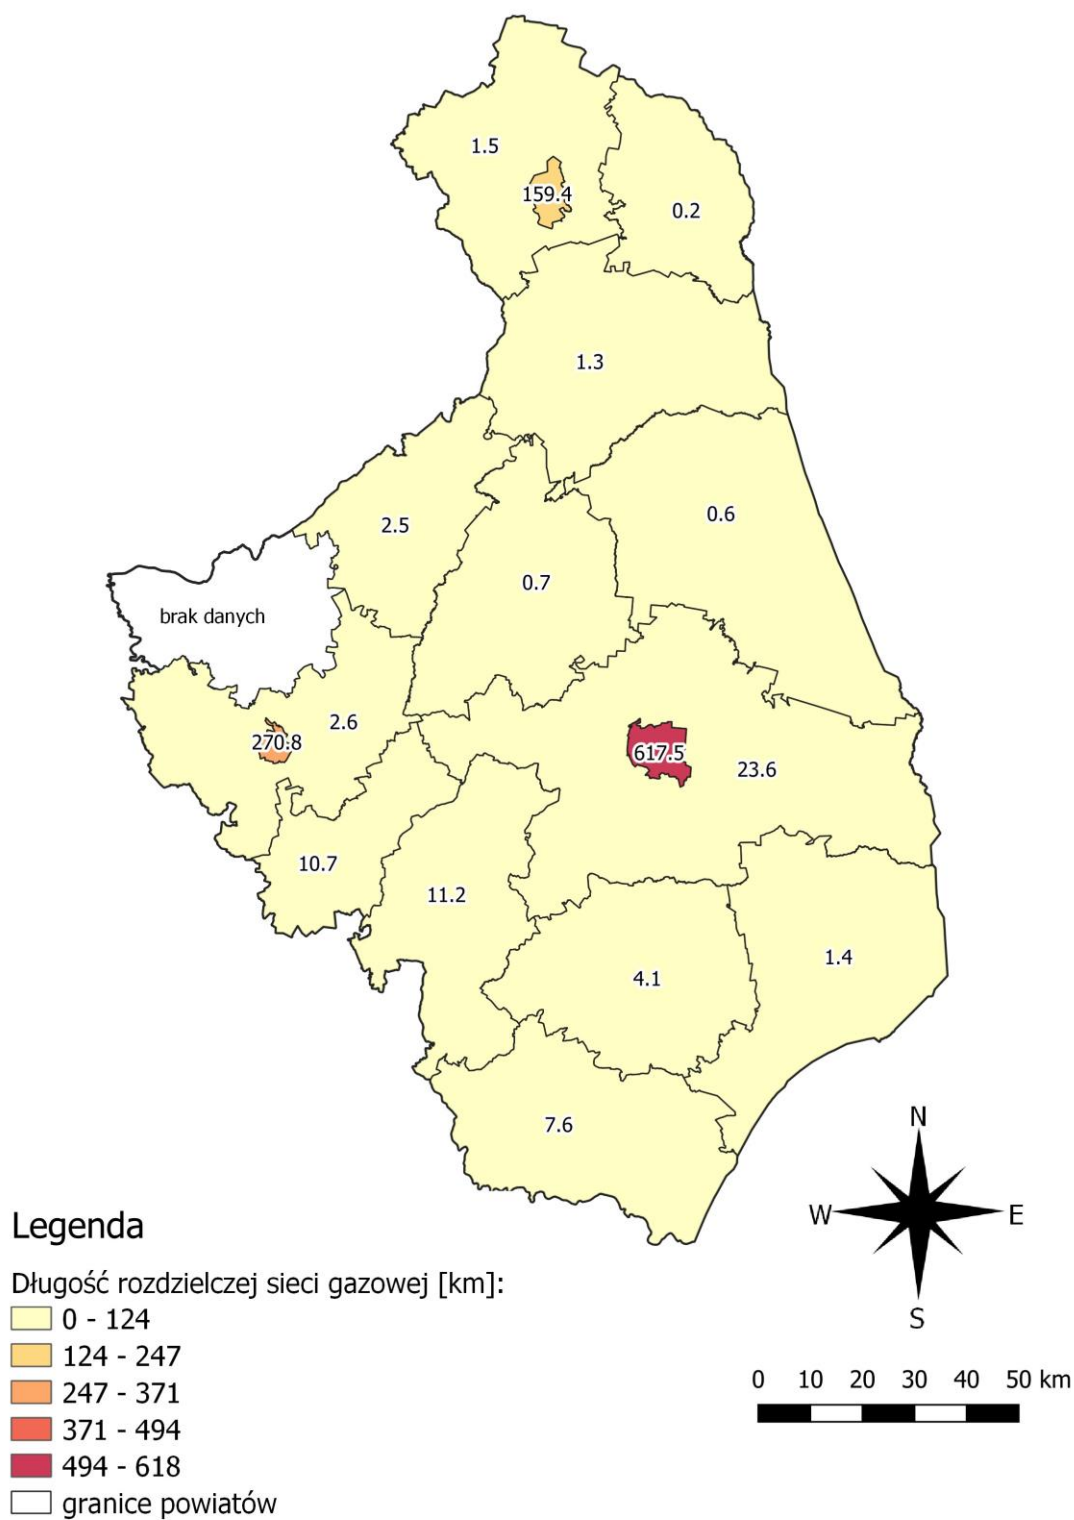 1.5
159.4
0.2
1.3
2.5
0.6
0.7
brak danych
2.6
270.8
617.5
23.6
10.7
11.2
1.4
4.1
7.6
N
W E
S
Legenda
Długość rozdzielczej sieci gazowej [km]:
0 - 124
124 - 247
247 - 371
371 - 494
494 - 618
granice powiatów
0 10 20 30 40 50 km